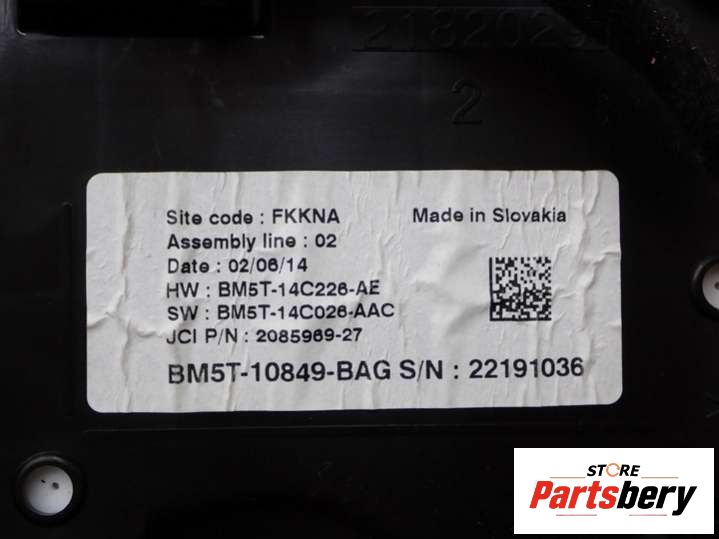 2
Site code : FKKNA
Made in Slovakia
Assembly line : 02
Date : 02/06/14
HW : BM5T-14C226-AE
SW : BM5T-14C026-AAC
JCI P/N : 2085969-27
BM5T-10849-BAG S/N : 22191036
STORE
Partsbery